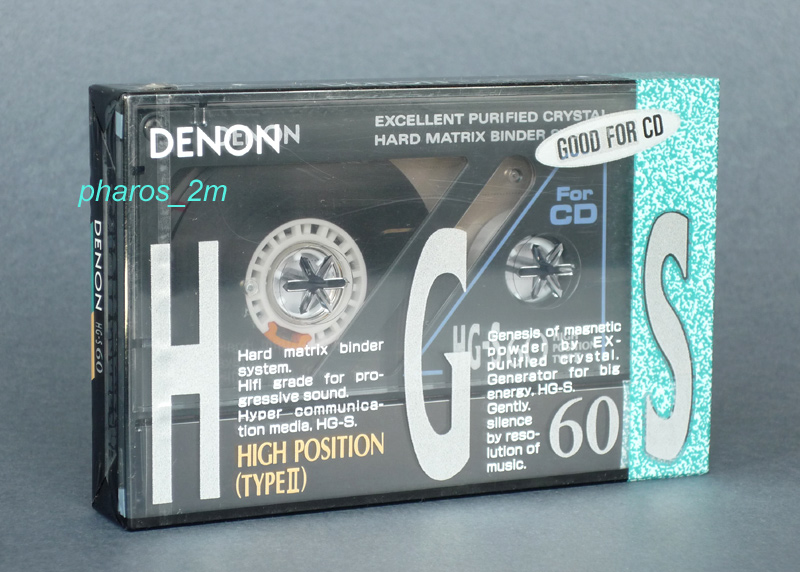 DENON
DENON
EXCELLENT PURIFIED CRYSTAL
HARD MATRIX BINDER
GOOD FOR CD
pharos_2m
For
CD
DENON HG-S 60
H G S
HG-S
Hard matrix binder
system.
Hifi grade for pro-
gressive sound.
Hyper communica-
tion media, HG-S.
HIGH POSITION
(TYPE II)
Genesis of magnetic
powder by EX-
purified crystal.
Generator for big
energy, HG-S.
Gently,
silence
by reso-
lution of
music.
60